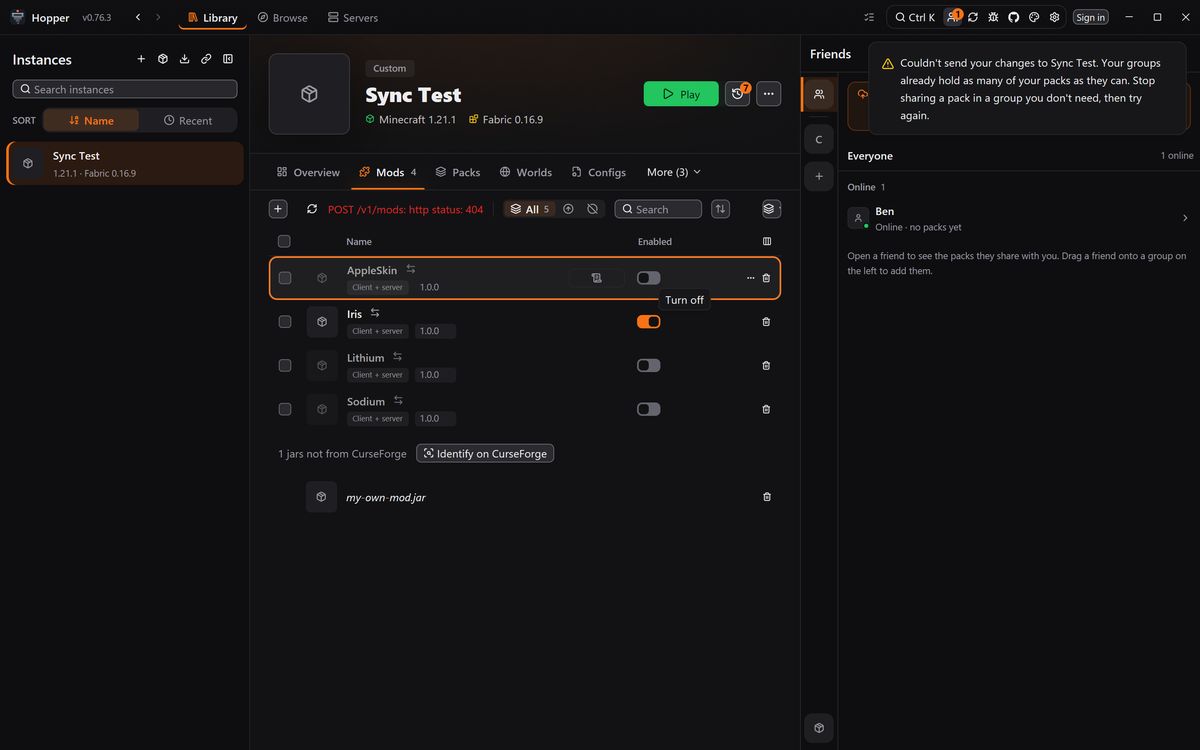 Hopper v0.76.3 Library Browse Servers Ctrl K 1 Sign in
Instances
Search instances
SORT Name Recent
Sync Test
1.21.1 · Fabric 0.16.9
Custom
Sync Test
Minecraft 1.21.1 Fabric 0.16.9
Play 7
Overview Mods 4 Packs Worlds Configs More (3)
POST /v1/mods: http status: 404 All 5 Search
Name Enabled
AppleSkin
Client + server 1.0.0
Turn off
Iris
Client + server 1.0.0
Lithium
Client + server 1.0.0
Sodium
Client + server 1.0.0
1 jars not from CurseForge Identify on CurseForge
my-own-mod.jar
Friends
Couldn't send your changes to Sync Test. Your groups
already hold as many of your packs as they can. Stop
sharing a pack in a group you don't need, then try
again.
C
Everyone 1 online
Online 1
Ben
Online · no packs yet
Open a friend to see the packs they share with you. Drag a friend onto a group on
the left to add them.